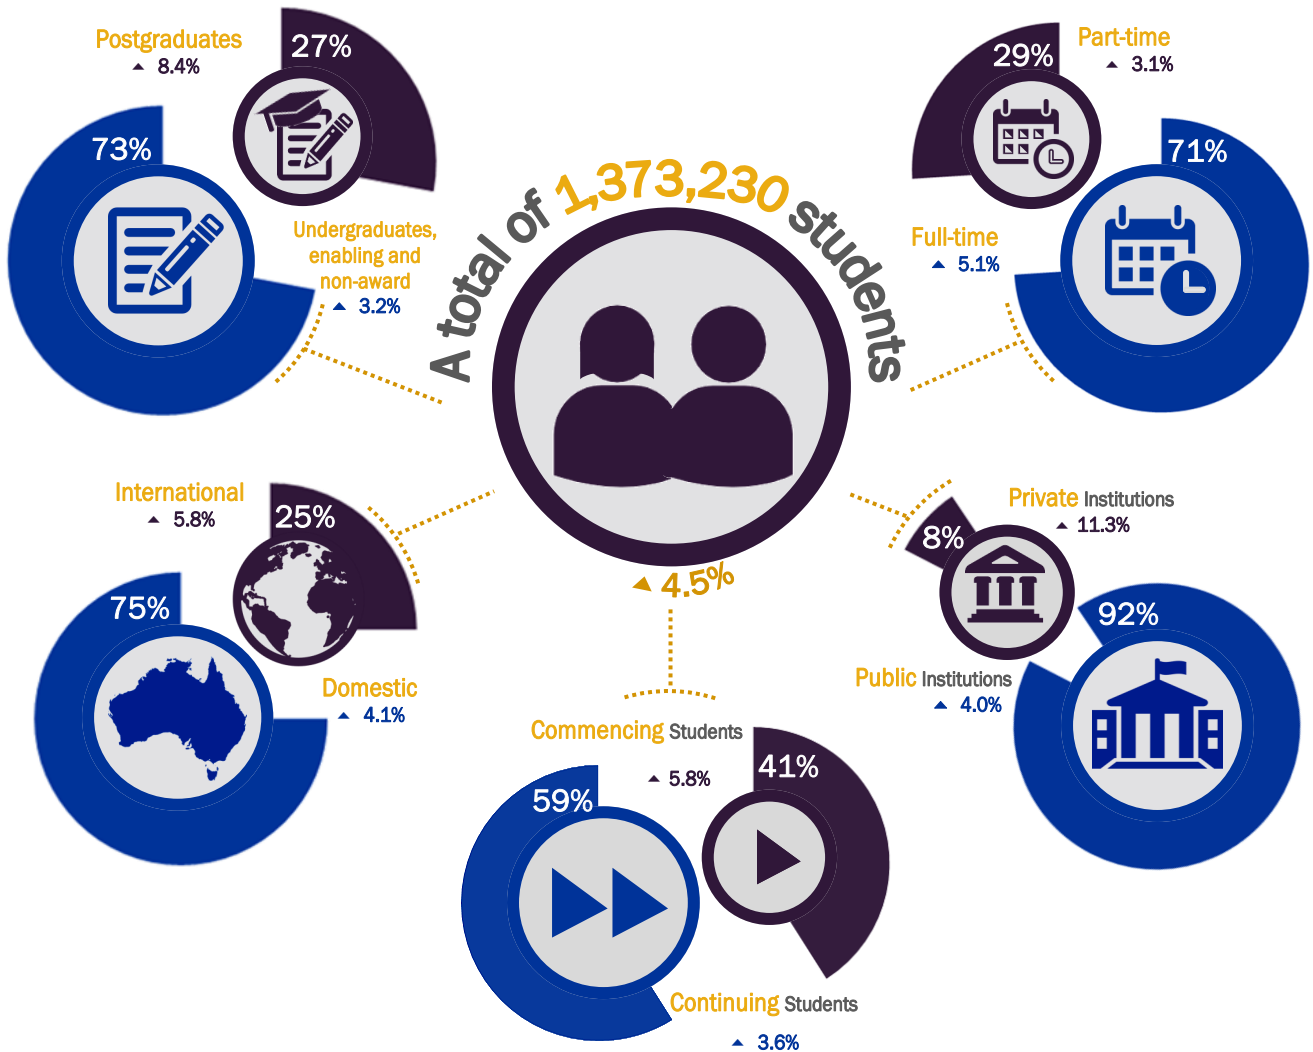 Postgraduates
▲ 8.4%
27%
73%
Undergraduates,
enabling and
non-award
▲ 3.2%
A total of 1,373,230 students
▲ 4.5%
29%
Part-time
▲ 3.1%
71%
Full-time
▲ 5.1%
International
▲ 5.8%
25%
75%
Domestic
▲ 4.1%
Private Institutions
▲ 11.3%
8%
92%
Public Institutions
▲ 4.0%
Commencing Students
▲ 5.8%
41%
59%
Continuing Students
▲ 3.6%